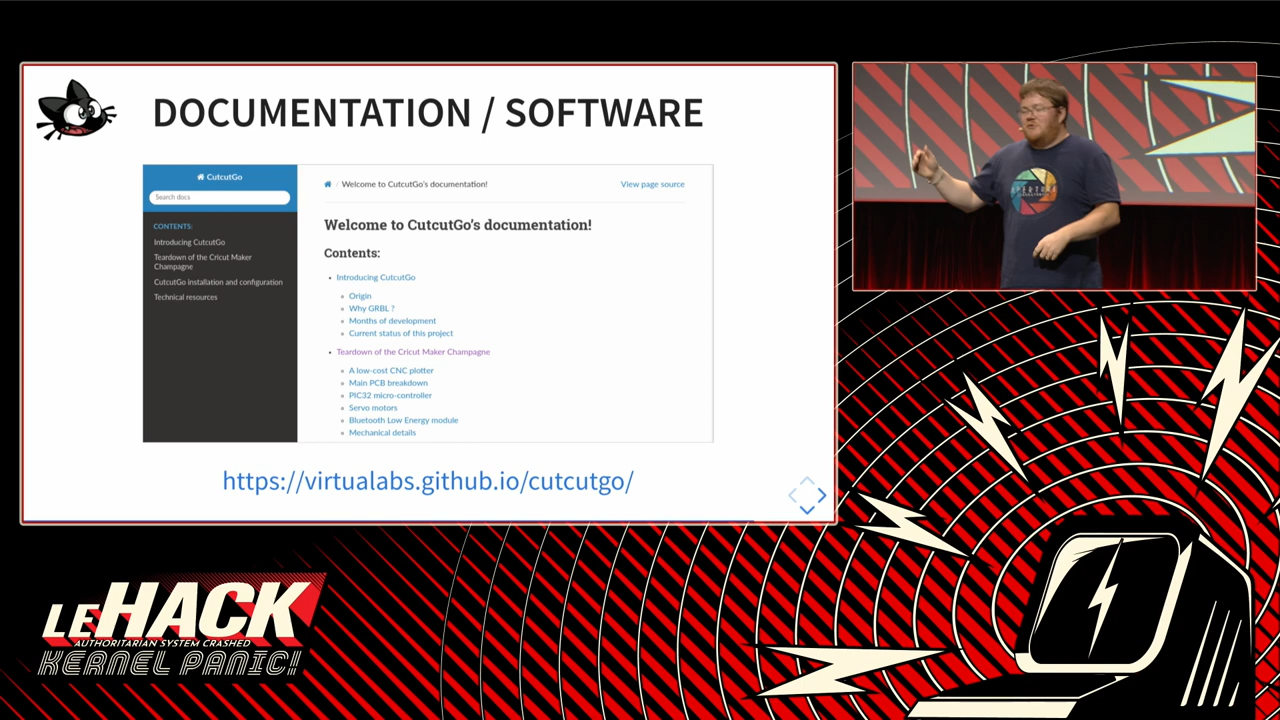 DOCUMENTATION / SOFTWARE
CutcutGo
Search docs
CONTENTS:
Introducing CutcutGo
Teardown of the Cricut Maker
Champagne
CutcutGo installation and configuration
Technical resources
/ Welcome to CutcutGo's documentation!
View page source
Welcome to CutcutGo's documentation!
Contents:
Introducing CutcutGo
Origin
Why GRBL ?
Months of development
Current status of this project
Teardown of the Cricut Maker Champagne
A low-cost CNC plotter
Main PCB breakdown
PIC32 micro-controller
Servo motors
Bluetooth Low Energy module
Mechanical details
https://virtualabs.github.io/cutcutgo/
APERTURE
LEHACK
AUTHORITARIAN SYSTEM CRASHED
KERNEL PANIC!